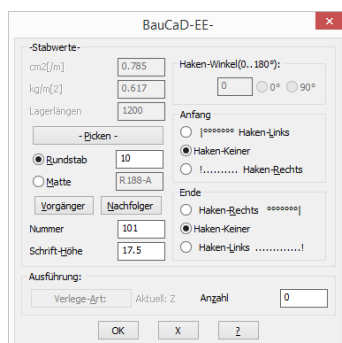 BauCaD-EE-
-Stabwerte-
cm2[/m] 0.785
kg/m[2] 0.617
Lagerlängen 1200
- Picken -
Rundstab 10
Matte R188-A
Vorgänger Nachfolger
Nummer 101
Schrift-Höhe 17.5
Haken-Winkel(0..180°):
0 0° 90°
Anfang
|°°°°°°° Haken-Links
Haken-Keiner
!.......... Haken-Rechts
Ende
Haken-Rechts °°°°°°°|
Haken-Keiner
Haken-Links .............!
Ausführung:
Verlege-Art: Aktuell: Z Anzahl 0
OK X ?